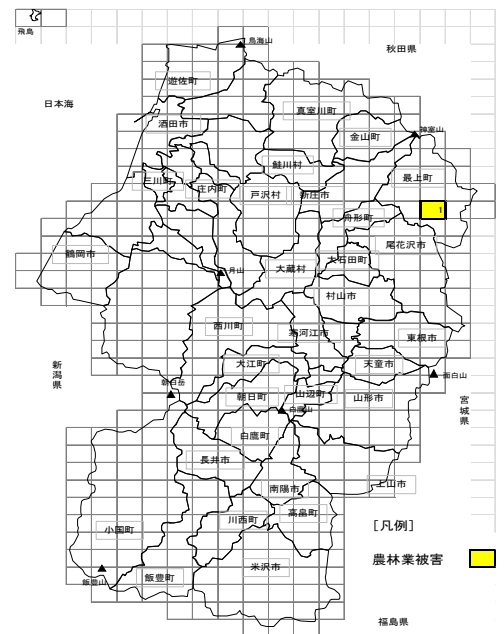 飛島
鳥海山
秋田県
遊佐町
日本海
真室川町
酒田市
金山町
神室山
鮭川村
最上町
三川町
庄内町
戸沢村
新庄市
1
舟形町
尾花沢市
鶴岡市
大石田町
月山
大蔵村
村山市
西川町
寒河江市
東根市
大江町
天童市
面白山
新潟県
朝日岳
朝日町
山辺町
山形市
宮城県
白鷹山
白鷹町
長井市
上山市
南陽市
高畠町
川西町
[凡例]
小国町
農林業被害
米沢市
飯豊山
飯豊町
福島県